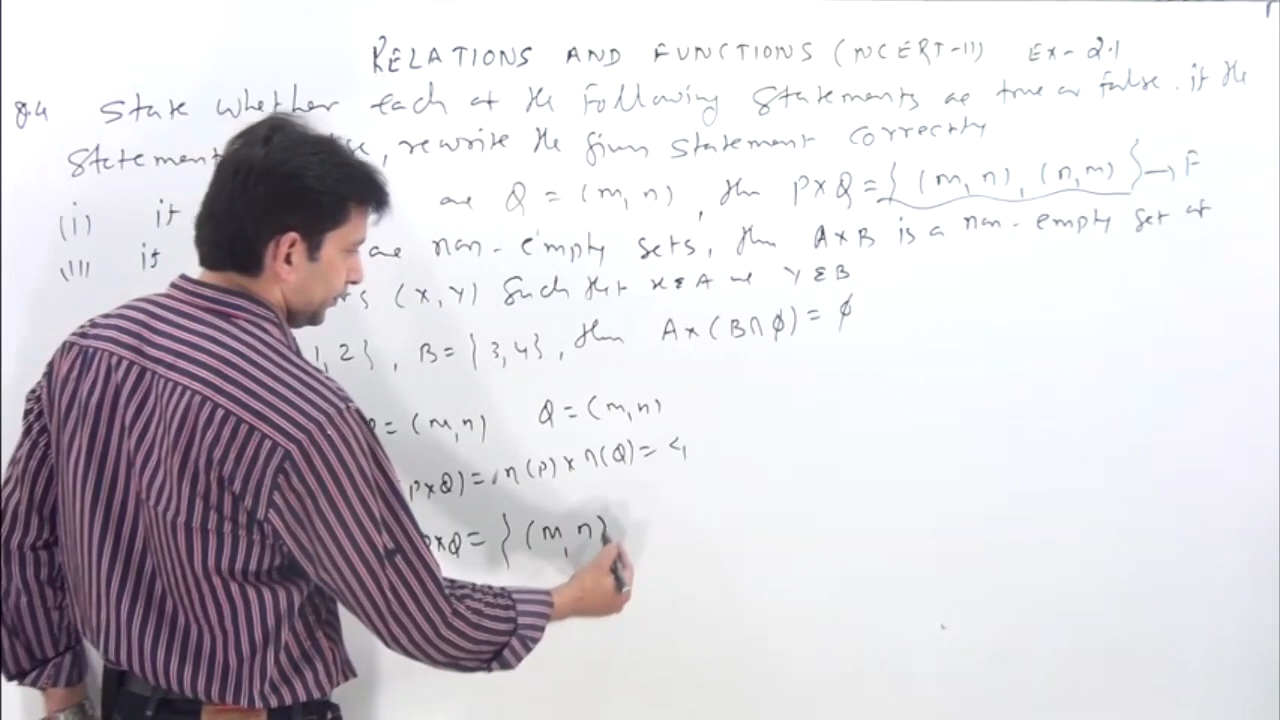 RELATIONS AND FUNCTIONS (NCERT-11) Ex-2.1
Q.4 State whether each of the following statements are true or false. if the
statement , rewrite the given statement correctly
(i) if Q = (m, n), then P×Q = { (m, n), (n, m) } → F
(ii) if are non-empty sets, then A×B is a non-empty set of
(x, y) such that x ∈ A and y ∈ B
1, 2}, B = {3, 4}, then A×(B∩ϕ) = ϕ
= (m, n) Q = (m, n)
P×Q) = n(P) × n(Q) = 4
P×Q = { (m, n)